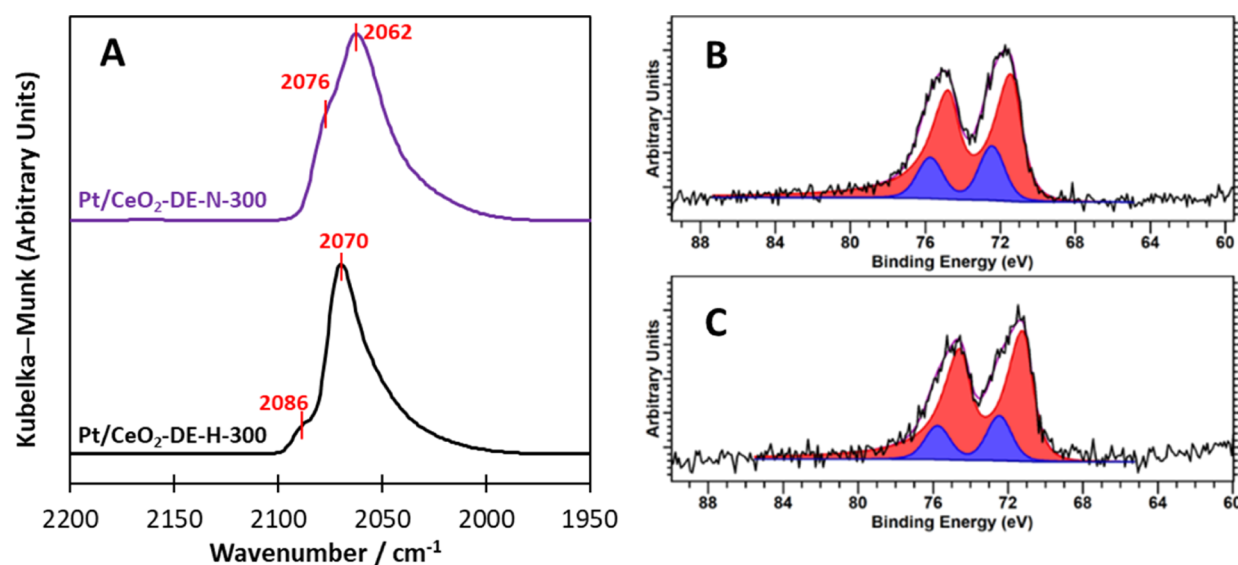 A
2062
2076
Pt/CeO₂-DE-N-300
2070
2086
Pt/CeO₂-DE-H-300
Kubelka–Munk (Arbitrary Units)
2200 2150 2100 2050 2000 1950
Wavenumber / cm⁻¹
B
Arbitrary Units
88 84 80 76 72 68 64 60
Binding Energy (eV)
C
Arbitrary Units
88 84 80 76 72 68 64 60
Binding Energy (eV)